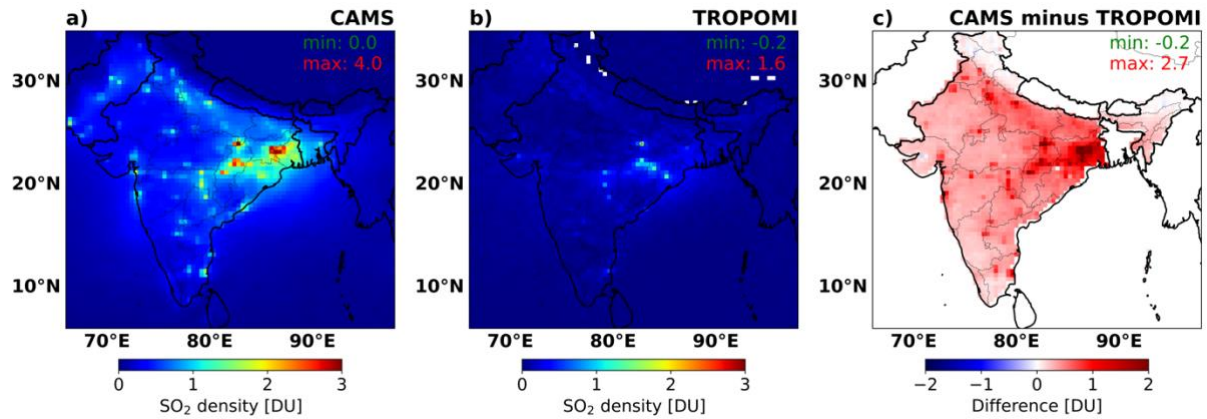 a) CAMS
min: 0.0
max: 4.0
30°N
20°N
10°N
70°E 80°E 90°E
0 1 2 3
SO₂ density [DU]
b) TROPOMI
min: -0.2
max: 1.6
30°N
20°N
10°N
70°E 80°E 90°E
0 1 2 3
SO₂ density [DU]
c) CAMS minus TROPOMI
min: -0.2
max: 2.7
30°N
20°N
10°N
70°E 80°E 90°E
−2 −1 0 1 2
Difference [DU]